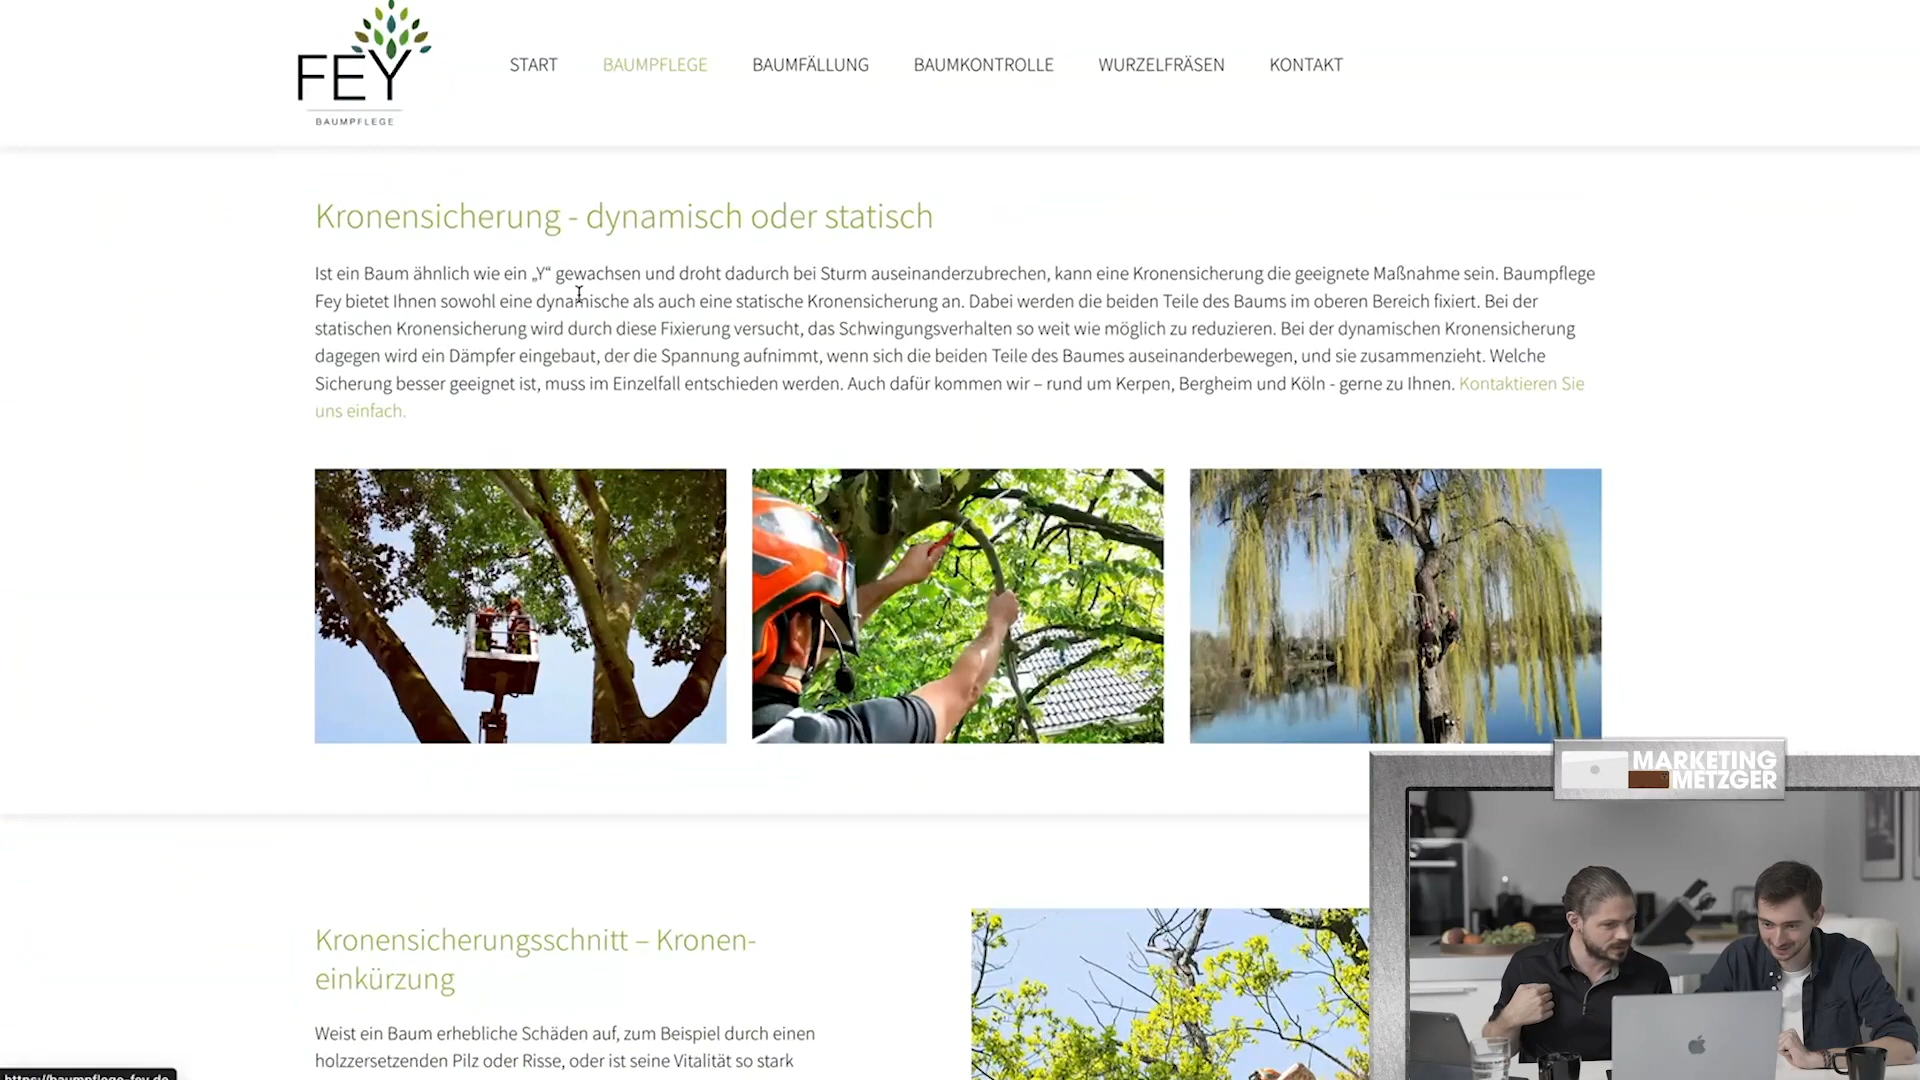 FEY
BAUMPFLEGE
START BAUMPFLEGE BAUMFÄLLUNG BAUMKONTROLLE WURZELFRÄSEN KONTAKT
Kronensicherung - dynamisch oder statisch
Ist ein Baum ähnlich wie ein „Y“ gewachsen und droht dadurch bei Sturm auseinanderzubrechen, kann eine Kronensicherung die geeignete Maßnahme sein. Baumpflege
Fey bietet Ihnen sowohl eine dynamische als auch eine statische Kronensicherung an. Dabei werden die beiden Teile des Baums im oberen Bereich fixiert. Bei der
statischen Kronensicherung wird durch diese Fixierung versucht, das Schwingungsverhalten so weit wie möglich zu reduzieren. Bei der dynamischen Kronensicherung
dagegen wird ein Dämpfer eingebaut, der die Spannung aufnimmt, wenn sich die beiden Teile des Baumes auseinanderbewegen, und sie zusammenzieht. Welche
Sicherung besser geeignet ist, muss im Einzelfall entschieden werden. Auch dafür kommen wir – rund um Kerpen, Bergheim und Köln - gerne zu Ihnen. Kontaktieren Sie
uns einfach.
MARKETING
METZGER
Kronensicherungsschnitt – Kronen-
einkürzung
Weist ein Baum erhebliche Schäden auf, zum Beispiel durch einen
holzzersetzenden Pilz oder Risse, oder ist seine Vitalität so stark
https://baumpflege-fey.de